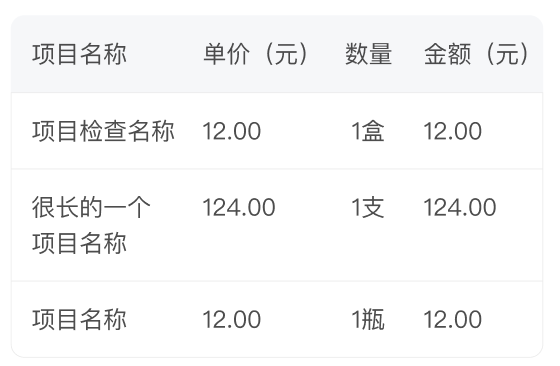 项目名称 单价（元） 数量 金额（元）
项目检查名称 12.00 1盒 12.00
很长的一个 124.00 1支 124.00
项目名称
项目名称 12.00 1瓶 12.00